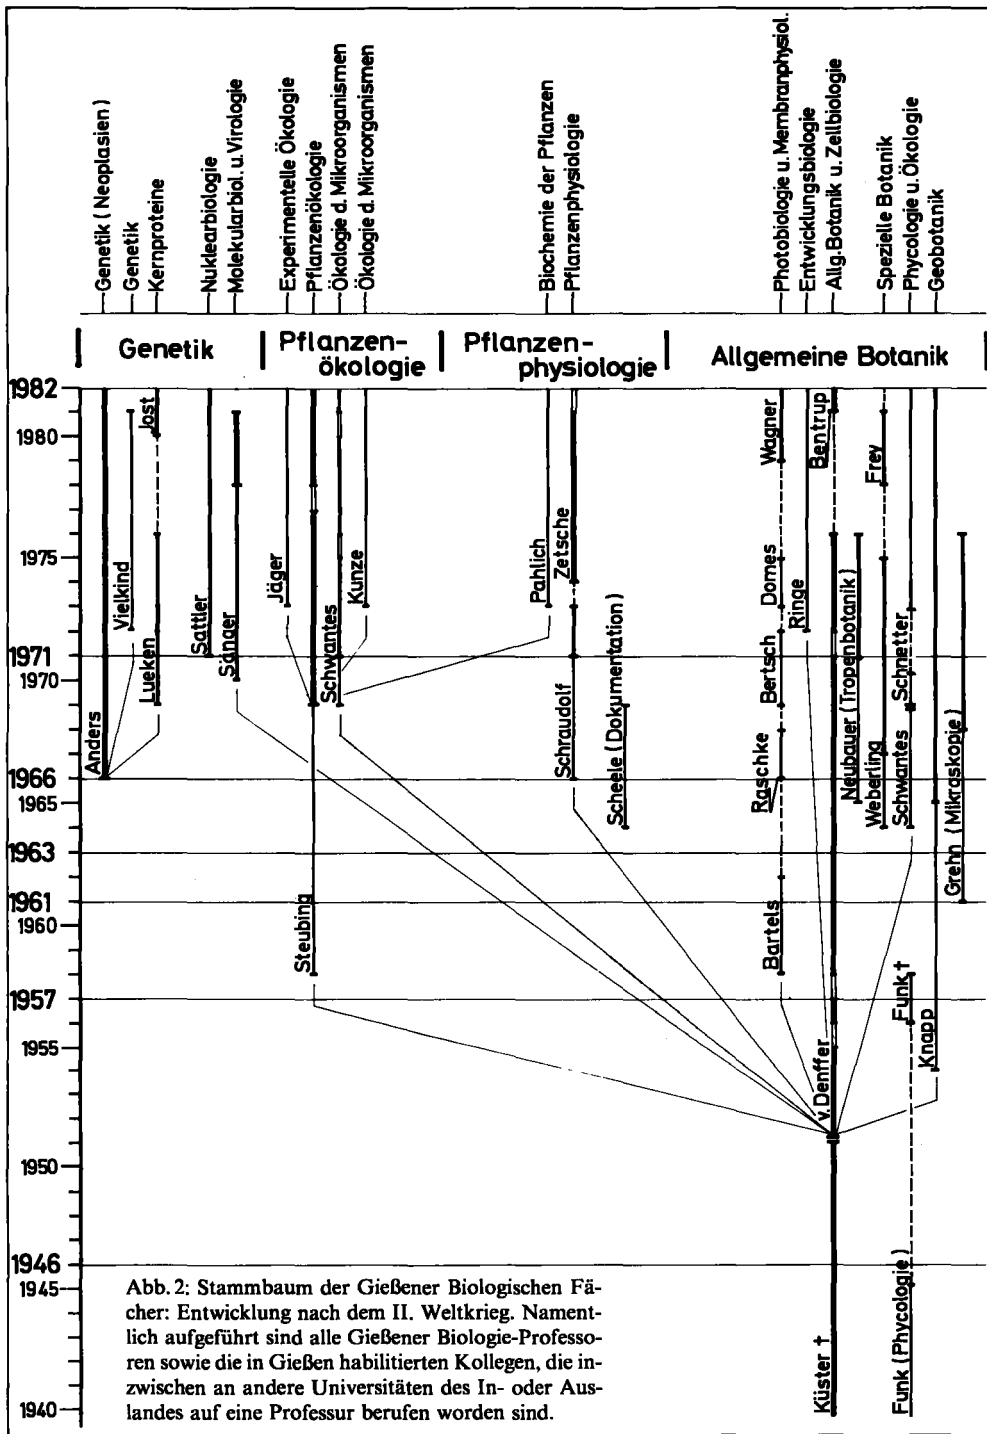 Genetik (Neoplasien)
Genetik
Kernproteine
Nuklearbiologie
Molekularbiol. u. Virologie
Experimentelle Ökologie
Pflanzenökologie
Ökologie d. Mikroorganismen
Ökologie d. Mikroorganismen
Biochemie der Pflanzen
Pflanzenphysiologie
Photobiologie u. Membranphysiol.
Entwicklungsbiologie
Allg. Botanik u. Zellbiologie
Spezielle Botanik
Phycologie u. Ökologie
Geobotanik
Genetik
Pflanzen-
ökologie
Pflanzen-
physiologie
Allgemeine Botanik
1982
1980
1975
1971
1970
1966
1965
1963
1961
1960
1957
1955
1950
1946
1945
1940
Anders
Vielkind
Lueken
Jost
Sattler
Sänger
Jäger
Steubing
Schwantes
Kunze
Pahlich
Zetsche
Schraudolf
Scheele (Dokumentation)
Wagner
Domes
Bertsch
Raschke
Bartels
Ringe
Bentrup
v. Denffer
Küster †
Neubauer (Tropenbotanik)
Frey
Weberling
Schnetter
Schwantes
Funk †
Funk (Phycologie)
Knapp
Grehn (Mikroskopie)
Abb. 2: Stammbaum der Gießener Biologischen Fä-
cher: Entwicklung nach dem II. Weltkrieg. Nament-
lich aufgeführt sind alle Gießener Biologie-Professo-
ren sowie die in Gießen habilitierten Kollegen, die in-
zwischen an andere Universitäten des In- oder Aus-
landes auf eine Professur berufen worden sind.